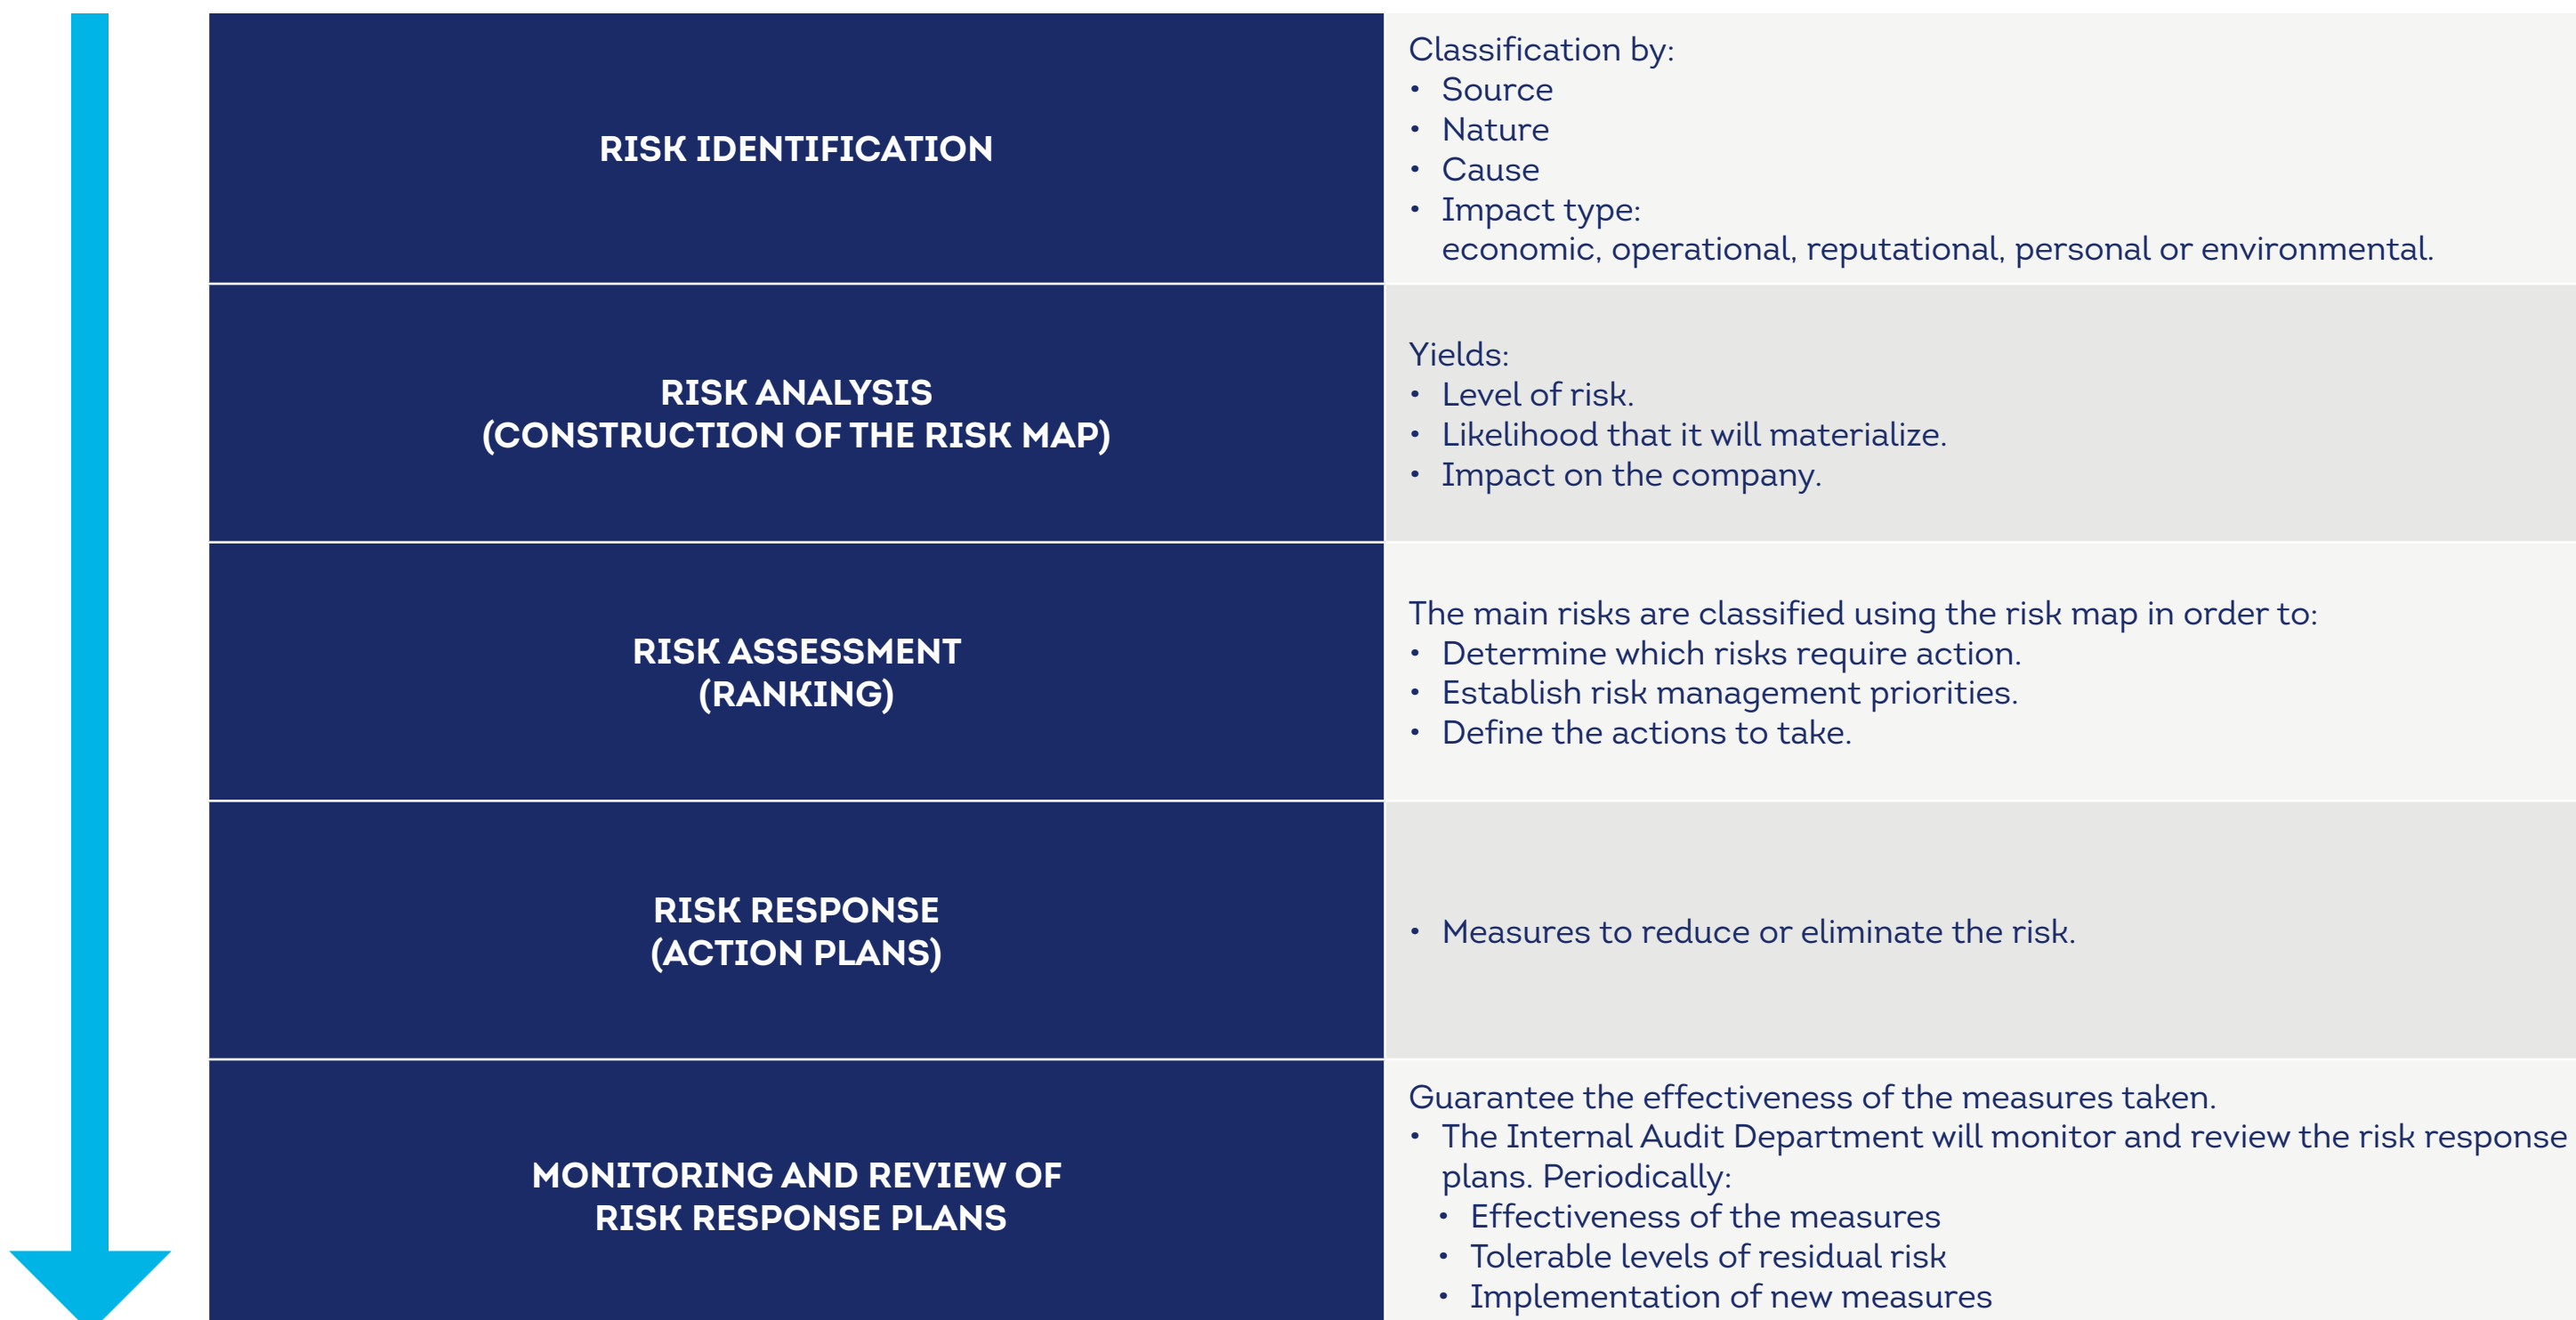 RISK IDENTIFICATION
Classification by:
• Source
• Nature
• Cause
• Impact type:
economic, operational, reputational, personal or environmental.
RISK ANALYSIS
(CONSTRUCTION OF THE RISK MAP)
Yields:
• Level of risk.
• Likelihood that it will materialize.
• Impact on the company.
RISK ASSESSMENT
(RANKING)
The main risks are classified using the risk map in order to:
• Determine which risks require action.
• Establish risk management priorities.
• Define the actions to take.
RISK RESPONSE
(ACTION PLANS)
• Measures to reduce or eliminate the risk.
MONITORING AND REVIEW OF
RISK RESPONSE PLANS
Guarantee the effectiveness of the measures taken.
• The Internal Audit Department will monitor and review the risk response
plans. Periodically:
• Effectiveness of the measures
• Tolerable levels of residual risk
• Implementation of new measures